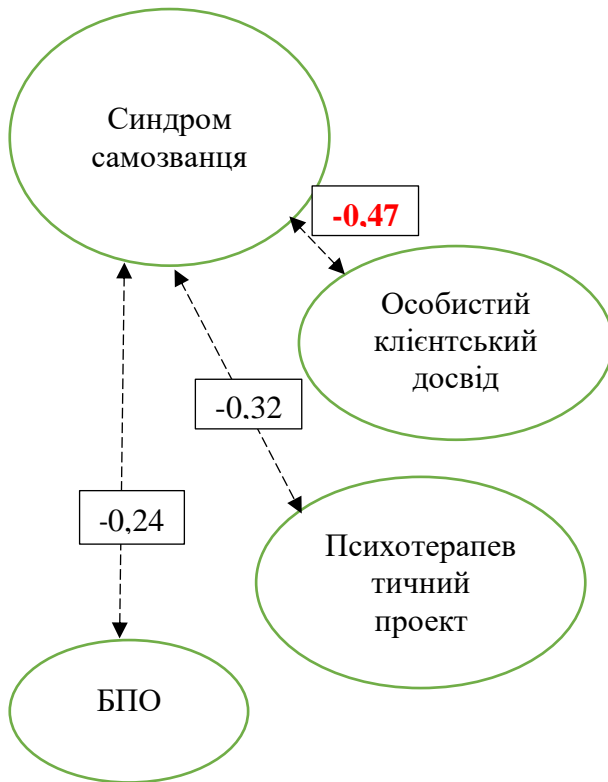 Синдром
самозванця
-0,47
Особистий
клієнтський
досвід
-0,32
-0,24
Психотерапев
тичний
проект
БПО